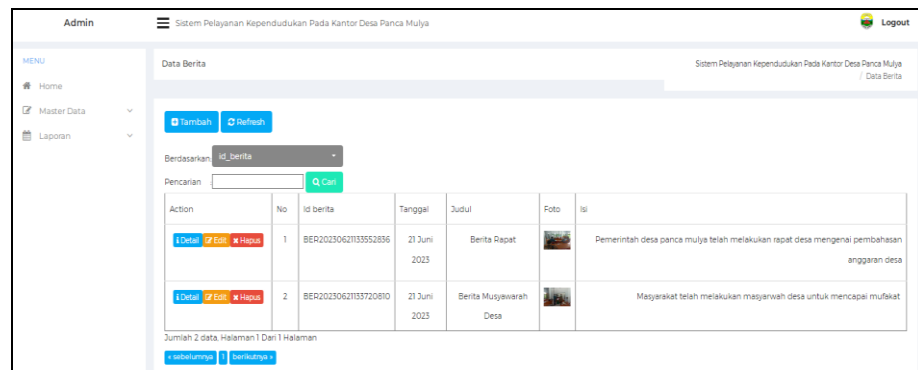 Admin
Sistem Pelayanan Kependudukan Pada Kantor Desa Panca Mulya
Logout
MENU
Home
Master Data
Laporan
Data Berita
Sistem Pelayanan Kependudukan Pada Kantor Desa Panca Mulya
/ Data Berita
Tambah Refresh
Berdasarkan: id_berita
Pencarian :
Cari
Action No Id berita Tanggal Judul Foto Isi
Detail Edit Hapus 1 BER20230621133552836 21 Juni Berita Rapat Pemerintah desa panca mulya telah melakukan rapat desa mengenai pembahasan
2023 anggaran desa
Detail Edit Hapus 2 BER20230621133720810 21 Juni Berita Musyawarah Masyarakat telah melakukan masyarwah desa untuk mencapai mufakat
2023 Desa
Jumlah 2 data, Halaman 1 Dari 1 Halaman
« sebelumnya 1 berikutnya »